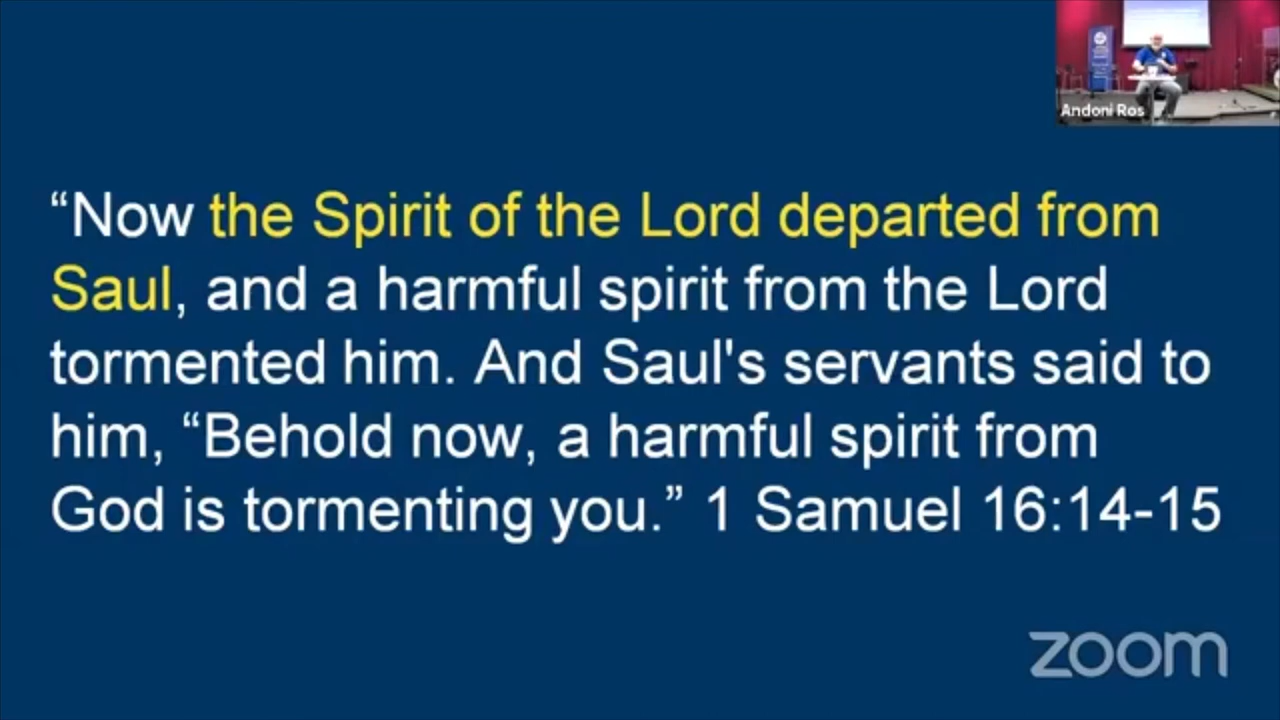 Andoni Ros
“Now the Spirit of the Lord departed from
Saul, and a harmful spirit from the Lord
tormented him. And Saul's servants said to
him, “Behold now, a harmful spirit from
God is tormenting you.” 1 Samuel 16:14-15
zoom